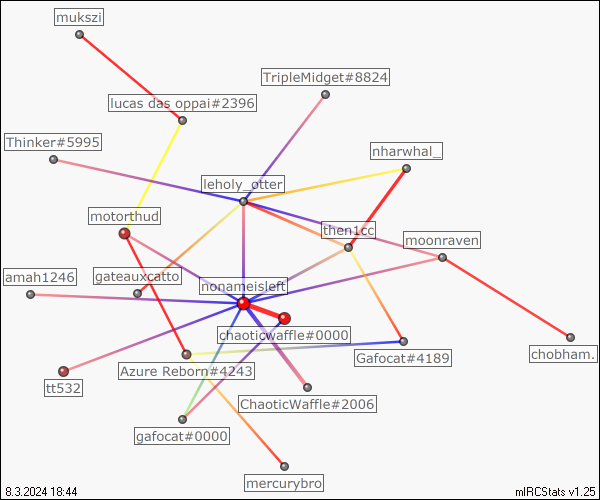 mukszi
TripleMidget#8824
lucas das oppai#2396
Thinker#5995
nharwhal_
leholy_otter
motorthud
then1cc
moonraven
amah1246
gateauxcatto
nonameisleft
chaoticwaffle#0000
Gafocat#4189
chobham.
Azure Reborn#4243
tt532
ChaoticWaffle#2006
gafocat#0000
mercurybro
8.3.2024 18:44
mIRCStats v1.25